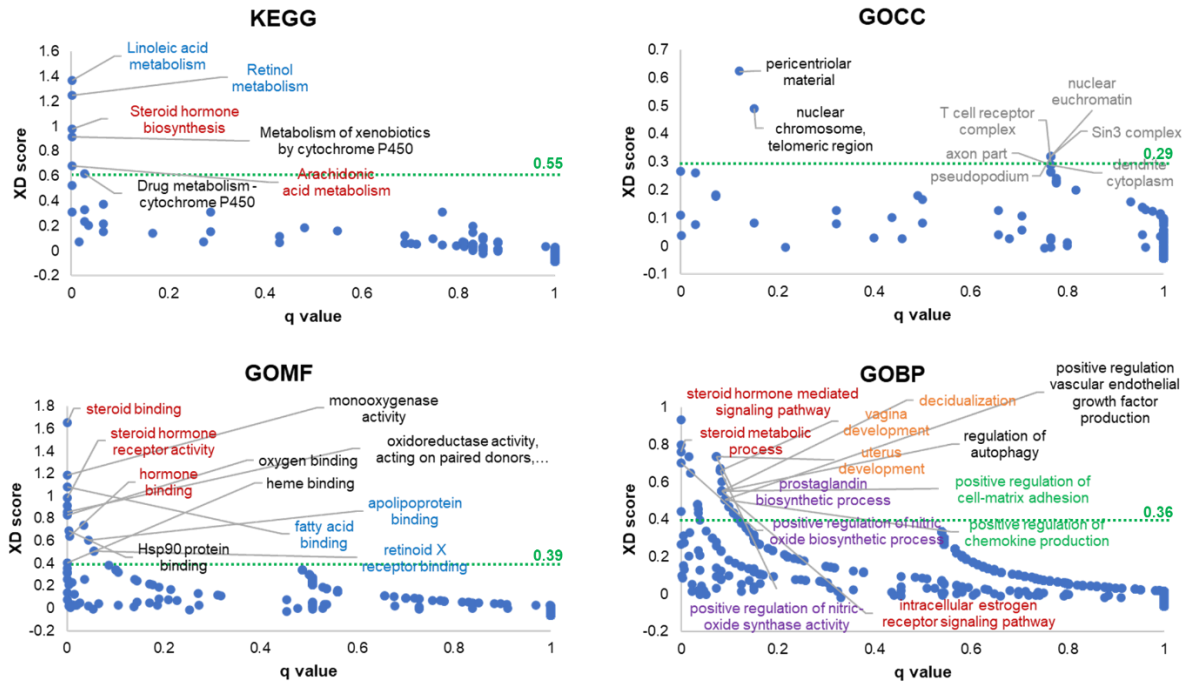 KEGG
1.6
1.4
1.2
1
0.8
0.6
0.4
0.2
0
-0.2
XD score
Linoleic acid
metabolism
Retinol
metabolism
Steroid hormone
biosynthesis
Metabolism of xenobiotics
by cytochrome P450
0.55
Arachidonic
acid metabolism
Drug metabolism -
cytochrome P450
0
0.2
0.4
0.6
0.8
1
q value
GOCC
0.7
0.6
0.5
0.4
0.3
0.2
0.1
0
-0.1
XD score
pericentriolar
material
nuclear
chromosome,
telomeric region
nuclear
euchromatin
T cell receptor
complex
Sin3 complex
axon part
pseudopodium
dendrite
cytoplasm
0.29
0
0.2
0.4
0.6
0.8
1
q value
GOMF
1.8
1.6
1.4
1.2
1
0.8
0.6
0.4
0.2
0
-0.2
XD score
steroid binding
monooxygenase
activity
steroid hormone
receptor activity
oxidoreductase activity,
acting on paired donors,…
oxygen binding
hormone
binding
heme binding
apolipoprotein
binding
fatty acid
binding
Hsp90 protein
binding
retinoid X
receptor binding
0.39
0
0.2
0.4
0.6
0.8
1
q value
GOBP
1
0.8
0.6
0.4
0.2
0
-0.2
XD score
steroid hormone mediated
signaling pathway
decidualization
positive regulation
vascular endothelial
growth factor
production
vagina
development
steroid metabolic
process
regulation of
autophagy
uterus
development
prostaglandin
biosynthetic process
positive regulation of
cell-matrix adhesion
0.36
positive regulation of nitric
oxide biosynthetic process
positive regulation of
chemokine production
positive regulation of nitric-
oxide synthase activity
intracellular estrogen
receptor signaling pathway
0
0.2
0.4
0.6
0.8
1
q value